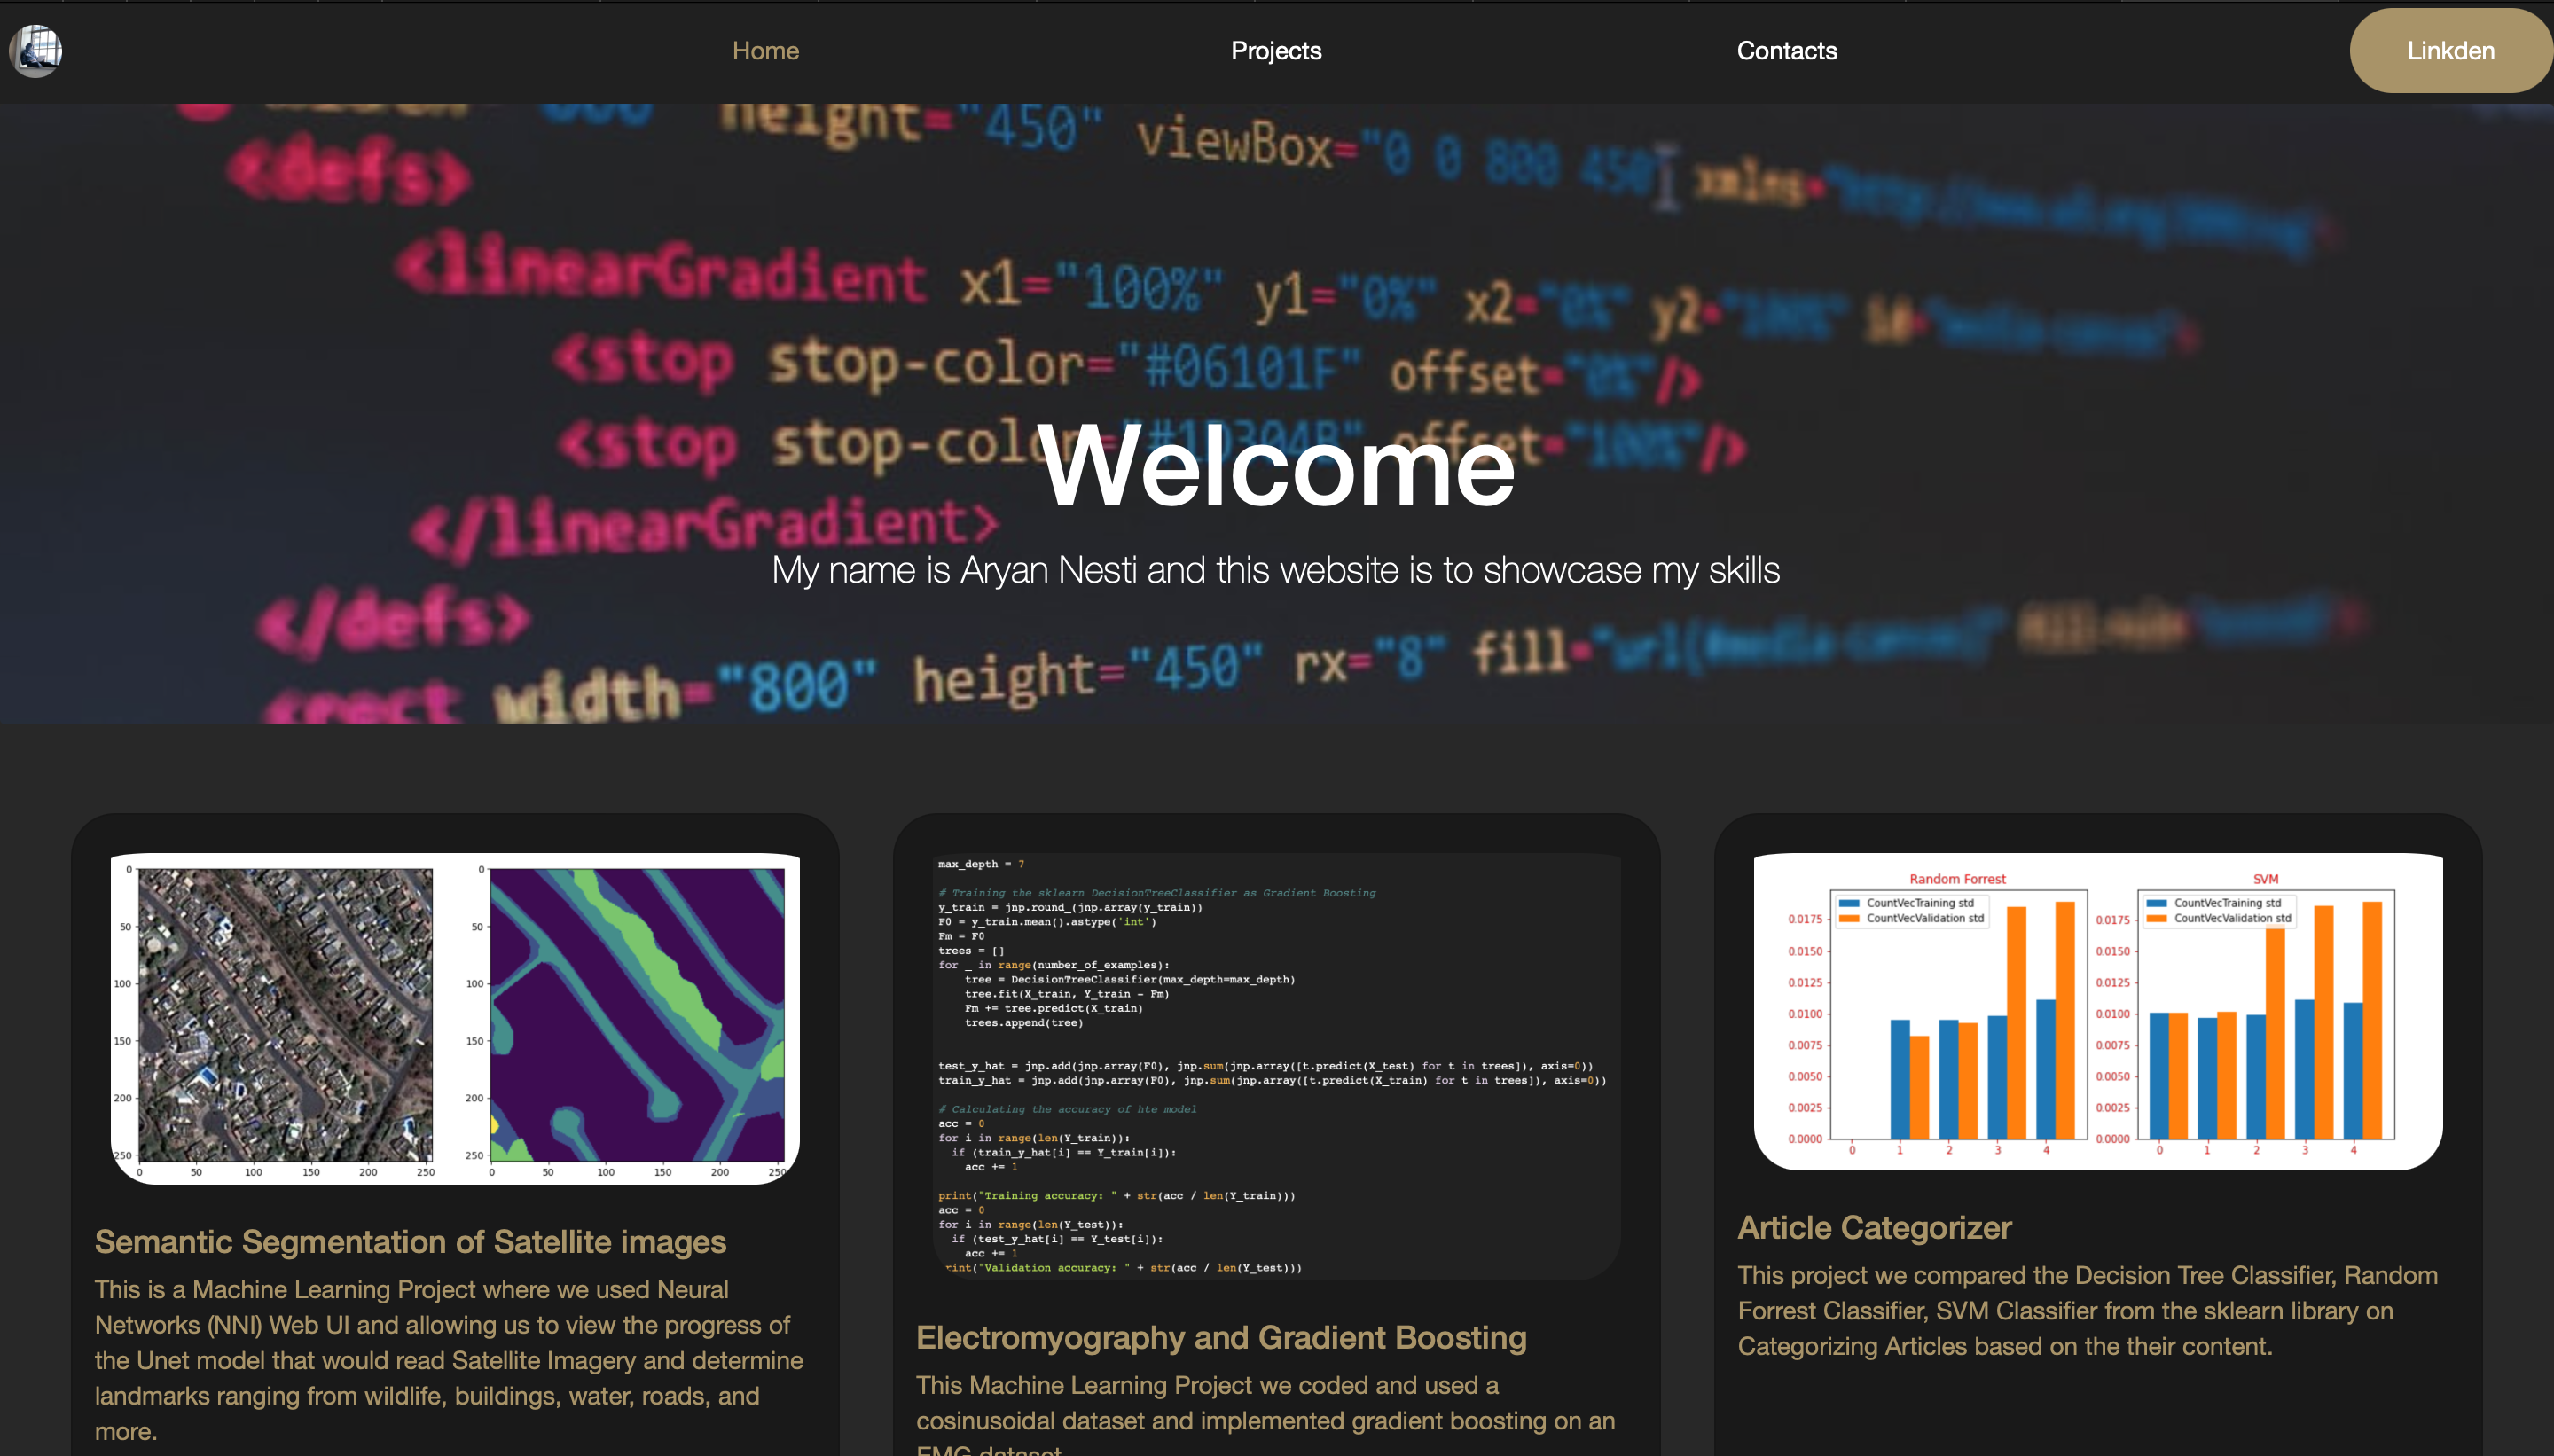 Home Projects Contacts Linkden
height="450" viewBox="0 0 800 450" xmlns="
<defs>
<linearGradient x1="100%" y1="0%" x2="0%" y2="100%" id=
<stop stop-color="#06101F" offset="0%"/>
<stop stop-color="#1D304B" offset="100%"/>
</linearGradient>
</defs>
<rect width="800" height="450" rx="8" fill="url(
Welcome
My name is Aryan Nesti and this website is to showcase my skills
0
50
100
150
200
250
0 50 100 150 200 250
0
50
100
150
200
250
0 50 100 150 200 250
Semantic Segmentation of Satellite images
This is a Machine Learning Project where we used Neural
Networks (NNI) Web UI and allowing us to view the progress of
the Unet model that would read Satellite Imagery and determine
landmarks ranging from wildlife, buildings, water, roads, and
more.
max_depth = 7
# Training the sklearn DecisionTreeClassifier as Gradient Boosting
y_train = jnp.round_(jnp.array(y_train))
F0 = y_train.mean().astype('int')
Fm = F0
trees = []
for _ in range(number_of_examples):
    tree = DecisionTreeClassifier(max_depth=max_depth)
    tree.fit(X_train, Y_train - Fm)
    Fm += tree.predict(X_train)
    trees.append(tree)
test_y_hat = jnp.add(jnp.array(F0), jnp.sum(jnp.array([t.predict(X_test) for t in trees]), axis=0))
train_y_hat = jnp.add(jnp.array(F0), jnp.sum(jnp.array([t.predict(X_train) for t in trees]), axis=0))
# Calculating the accuracy of hte model
acc = 0
for i in range(len(Y_train)):
  if (train_y_hat[i] == Y_train[i]):
    acc += 1
print("Training accuracy: " + str(acc / len(Y_train)))
acc = 0
for i in range(len(Y_test)):
  if (test_y_hat[i] == Y_test[i]):
    acc += 1
rint("Validation accuracy: " + str(acc / len(Y_test)))
Electromyography and Gradient Boosting
This Machine Learning Project we coded and used a
cosinusoidal dataset and implemented gradient boosting on an
EMG dataset
Random Forrest
CountVecTraining std
CountVecValidation std
0.0175
0.0150
0.0125
0.0100
0.0075
0.0050
0.0025
0.0000
0 1 2 3 4
SVM
CountVecTraining std
CountVecValidation std
0.0175
0.0150
0.0125
0.0100
0.0075
0.0050
0.0025
0.0000
0 1 2 3 4
Article Categorizer
This project we compared the Decision Tree Classifier, Random
Forrest Classifier, SVM Classifier from the sklearn library on
Categorizing Articles based on the their content.